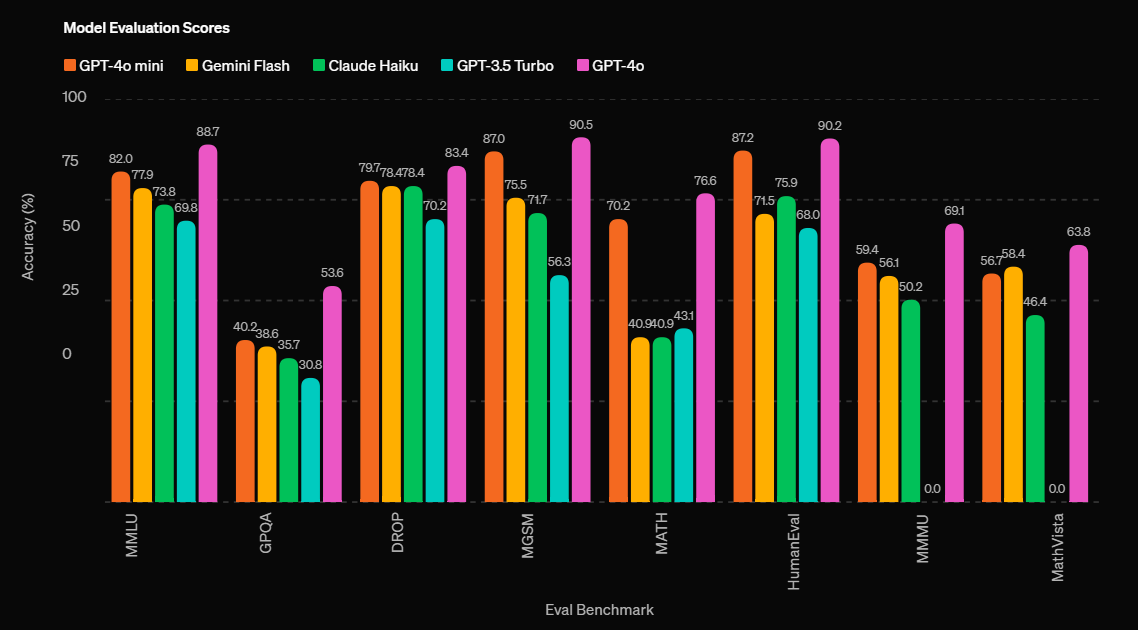 Model Evaluation Scores
GPT-4o mini Gemini Flash Claude Haiku GPT-3.5 Turbo GPT-4o
100
75
50
25
0
Accuracy (%)
82.0 77.9 73.8 69.8 88.7
40.2 38.6 35.7 30.8 53.6
79.7 78.4 78.4 70.2 83.4
87.0 75.5 71.7 56.3 90.5
70.2 40.9 40.9 43.1 76.6
87.2 71.5 75.9 68.0 90.2
59.4 56.1 50.2 0.0 69.1
56.7 58.4 46.4 0.0 63.8
MMLU
GPQA
DROP
MGSM
MATH
HumanEval
MMMU
MathVista
Eval Benchmark